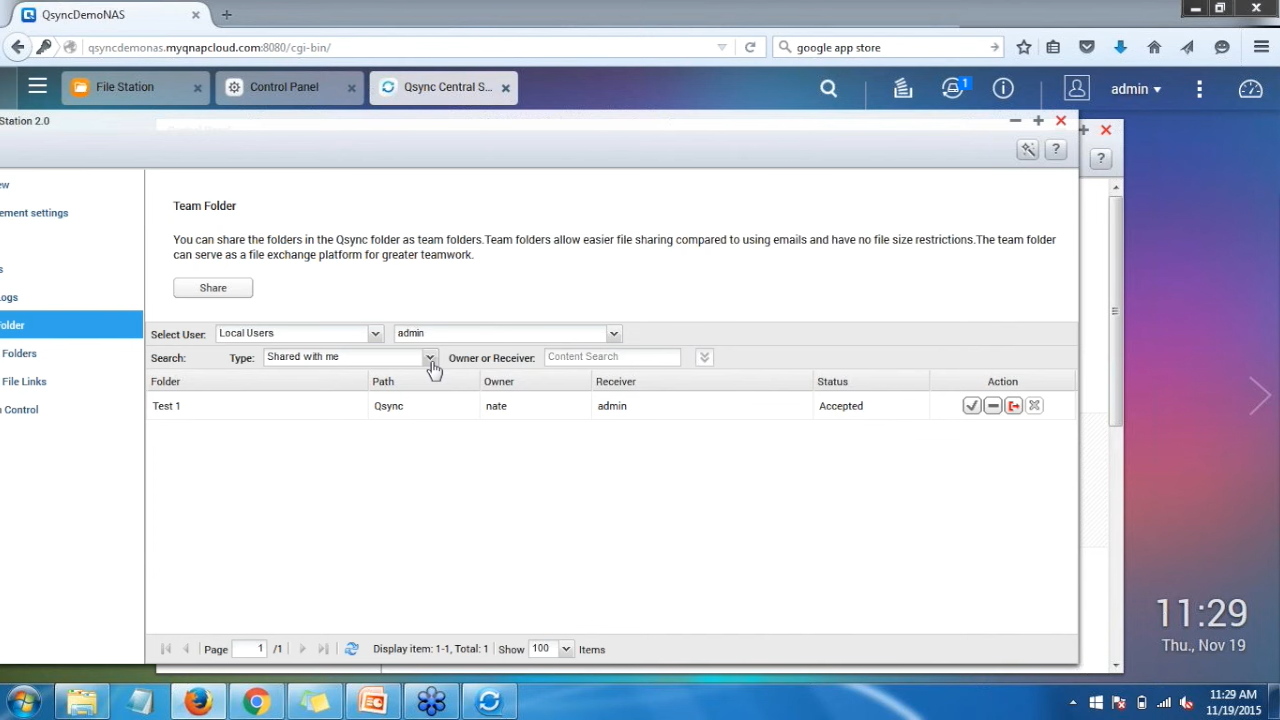 QsyncDemoNAS
qsyncdemonas.myqnapcloud.com:8080/cgi-bin/
google app store
File Station
Control Panel
Qsync Central S...
1
admin
Station 2.0
ew
ement settings
s
Logs
older
Folders
File Links
n Control
Team Folder
You can share the folders in the Qsync folder as team folders.Team folders allow easier file sharing compared to using emails and have no file size restrictions.The team folder
can serve as a file exchange platform for greater teamwork.
Share
Select User: Local Users admin
Search: Type: Shared with me Owner or Receiver: Content Search
Folder Path Owner Receiver Status Action
Test 1 Qsync nate admin Accepted
Page 1 /1 Display item: 1-1, Total: 1 Show 100 Items
11:29
Thu., Nov 19
11:29 AM
11/19/2015